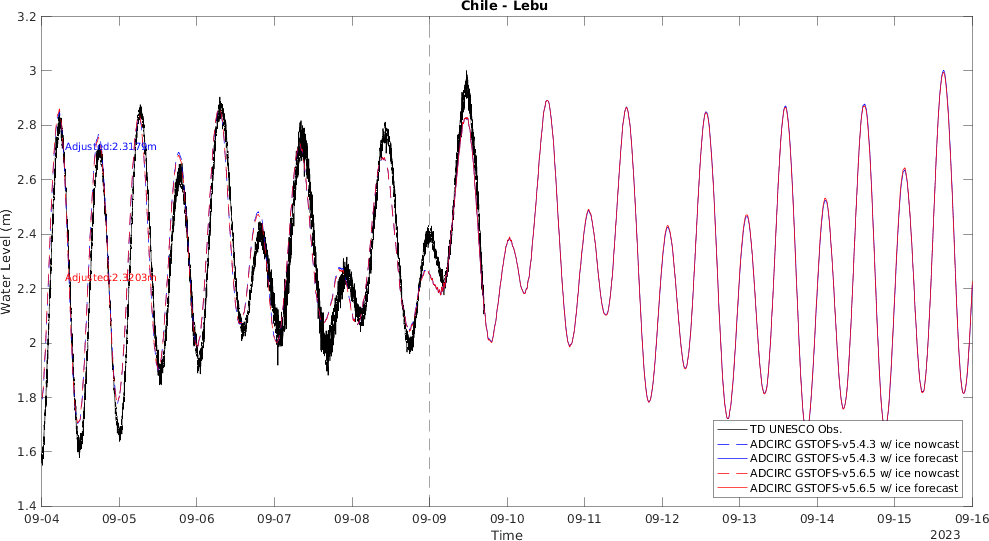 Chile - Lebu
3.2
3
2.8
2.6
2.4
2.2
2
1.8
1.6
1.4
Water Level (m)
Adjusted:2.3179m
Adjusted:2.3203m
TD UNESCO Obs.
ADCIRC GSTOFS-v5.4.3 w/ ice nowcast
ADCIRC GSTOFS-v5.4.3 w/ ice forecast
ADCIRC GSTOFS-v5.6.5 w/ ice nowcast
ADCIRC GSTOFS-v5.6.5 w/ ice forecast
09-04 09-05 09-06 09-07 09-08 09-09 09-10 09-11 09-12 09-13 09-14 09-15 09-16
Time
2023